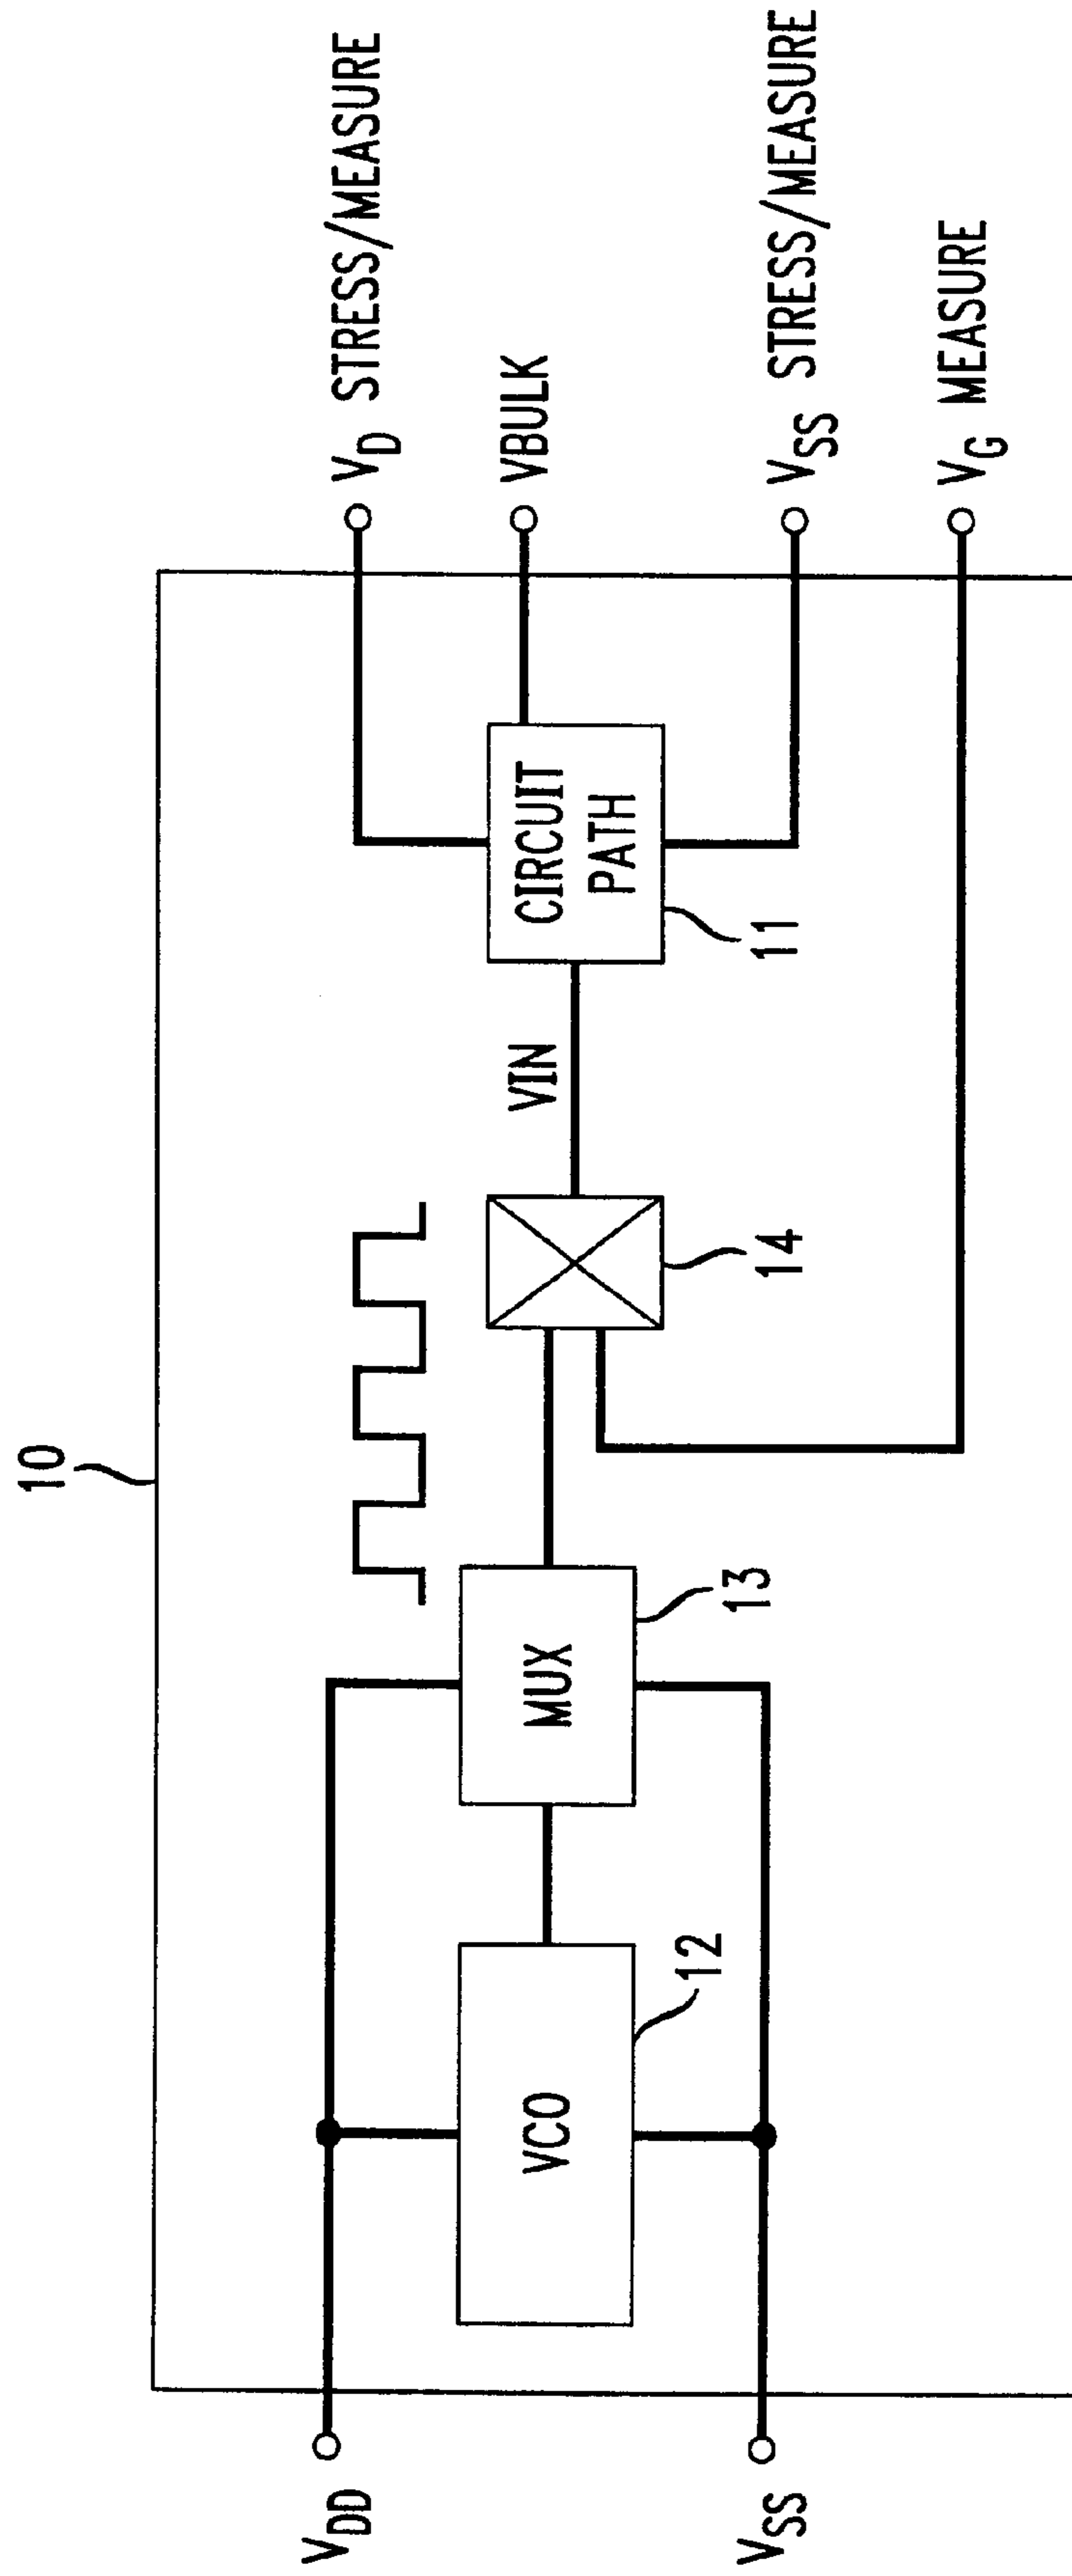 10
V_DD
V_SS
VCO
12
MUX
13
14
VIN
CIRCUIT
PATH
11
V_D STRESS/MEASURE
VBULK
V_SS STRESS/MEASURE
V_G MEASURE